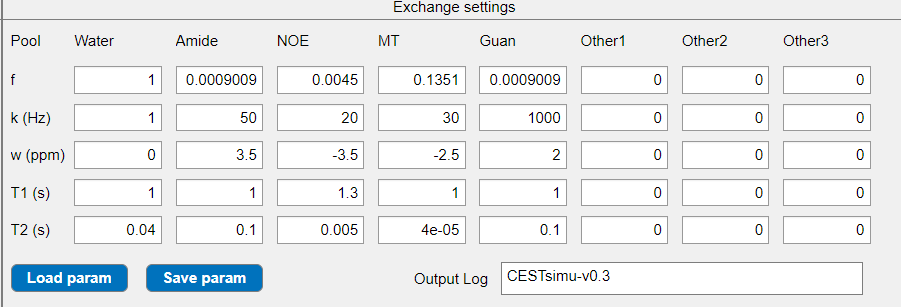 Exchange settings
Pool Water Amide NOE MT Guan Other1 Other2 Other3
f 1 0.0009009 0.0045 0.1351 0.0009009 0 0 0
k (Hz) 1 50 20 30 1000 0 0 0
w (ppm) 0 3.5 -3.5 -2.5 2 0 0 0
T1 (s) 1 1 1.3 1 1 0 0 0
T2 (s) 0.04 0.1 0.005 4e-05 0.1 0 0 0
Load param Save param Output Log CESTsimu-v0.3